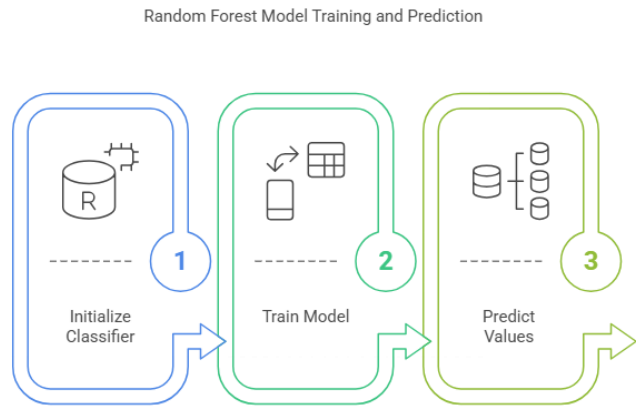 Random Forest Model Training and Prediction
R
1
2
3
Initialize
Classifier
Train Model
Predict
Values